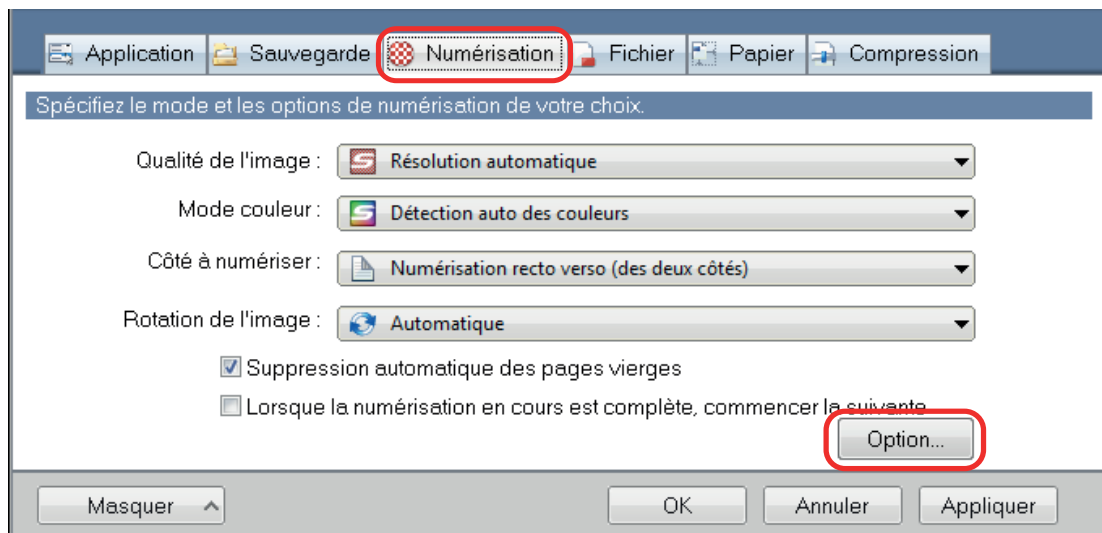 Application Sauvegarde Numérisation Fichier Papier Compression
Spécifiez le mode et les options de numérisation de votre choix.
Qualité de l'image : Résolution automatique
Mode couleur : Détection auto des couleurs
Côté à numériser : Numérisation recto verso (des deux côtés)
Rotation de l'image : Automatique
Suppression automatique des pages vierges
Lorsque la numérisation en cours est complète, commencer la suivante
Option...
Masquer OK Annuler Appliquer